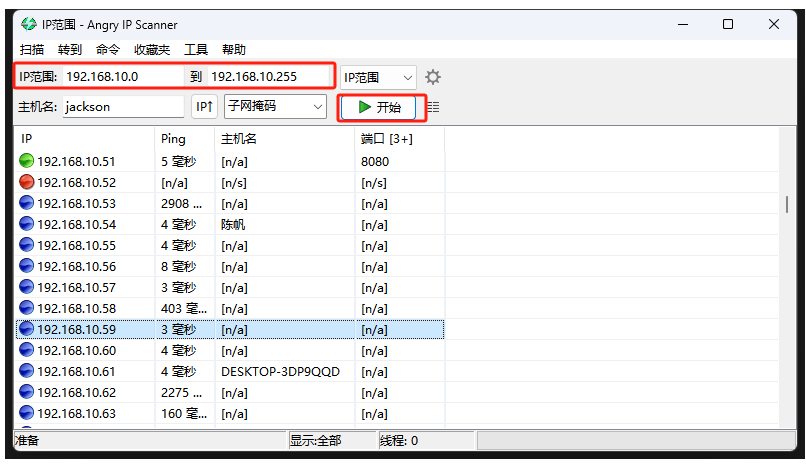 IP范围 - Angry IP Scanner
扫描 转到 命令 收藏夹 工具 帮助
IP范围: 192.168.10.0 到 192.168.10.255 IP范围
主机名: jackson IP↑ 子网掩码 开始
IP Ping 主机名 端口 [3+]
192.168.10.51 5 毫秒 [n/a] 8080
192.168.10.52 [n/a] [n/s] [n/s]
192.168.10.53 2908 ... [n/a] [n/a]
192.168.10.54 4 毫秒 陈帆 [n/a]
192.168.10.55 4 毫秒 [n/a] [n/a]
192.168.10.56 8 毫秒 [n/a] [n/a]
192.168.10.57 3 毫秒 [n/a] [n/a]
192.168.10.58 403 毫... [n/a] [n/a]
192.168.10.59 3 毫秒 [n/a] [n/a]
192.168.10.60 4 毫秒 [n/a] [n/a]
192.168.10.61 4 毫秒 DESKTOP-3DP9QQD [n/a]
192.168.10.62 2275 ... [n/a] [n/a]
192.168.10.63 160 毫... [n/a] [n/a]
准备 显示:全部 线程: 0